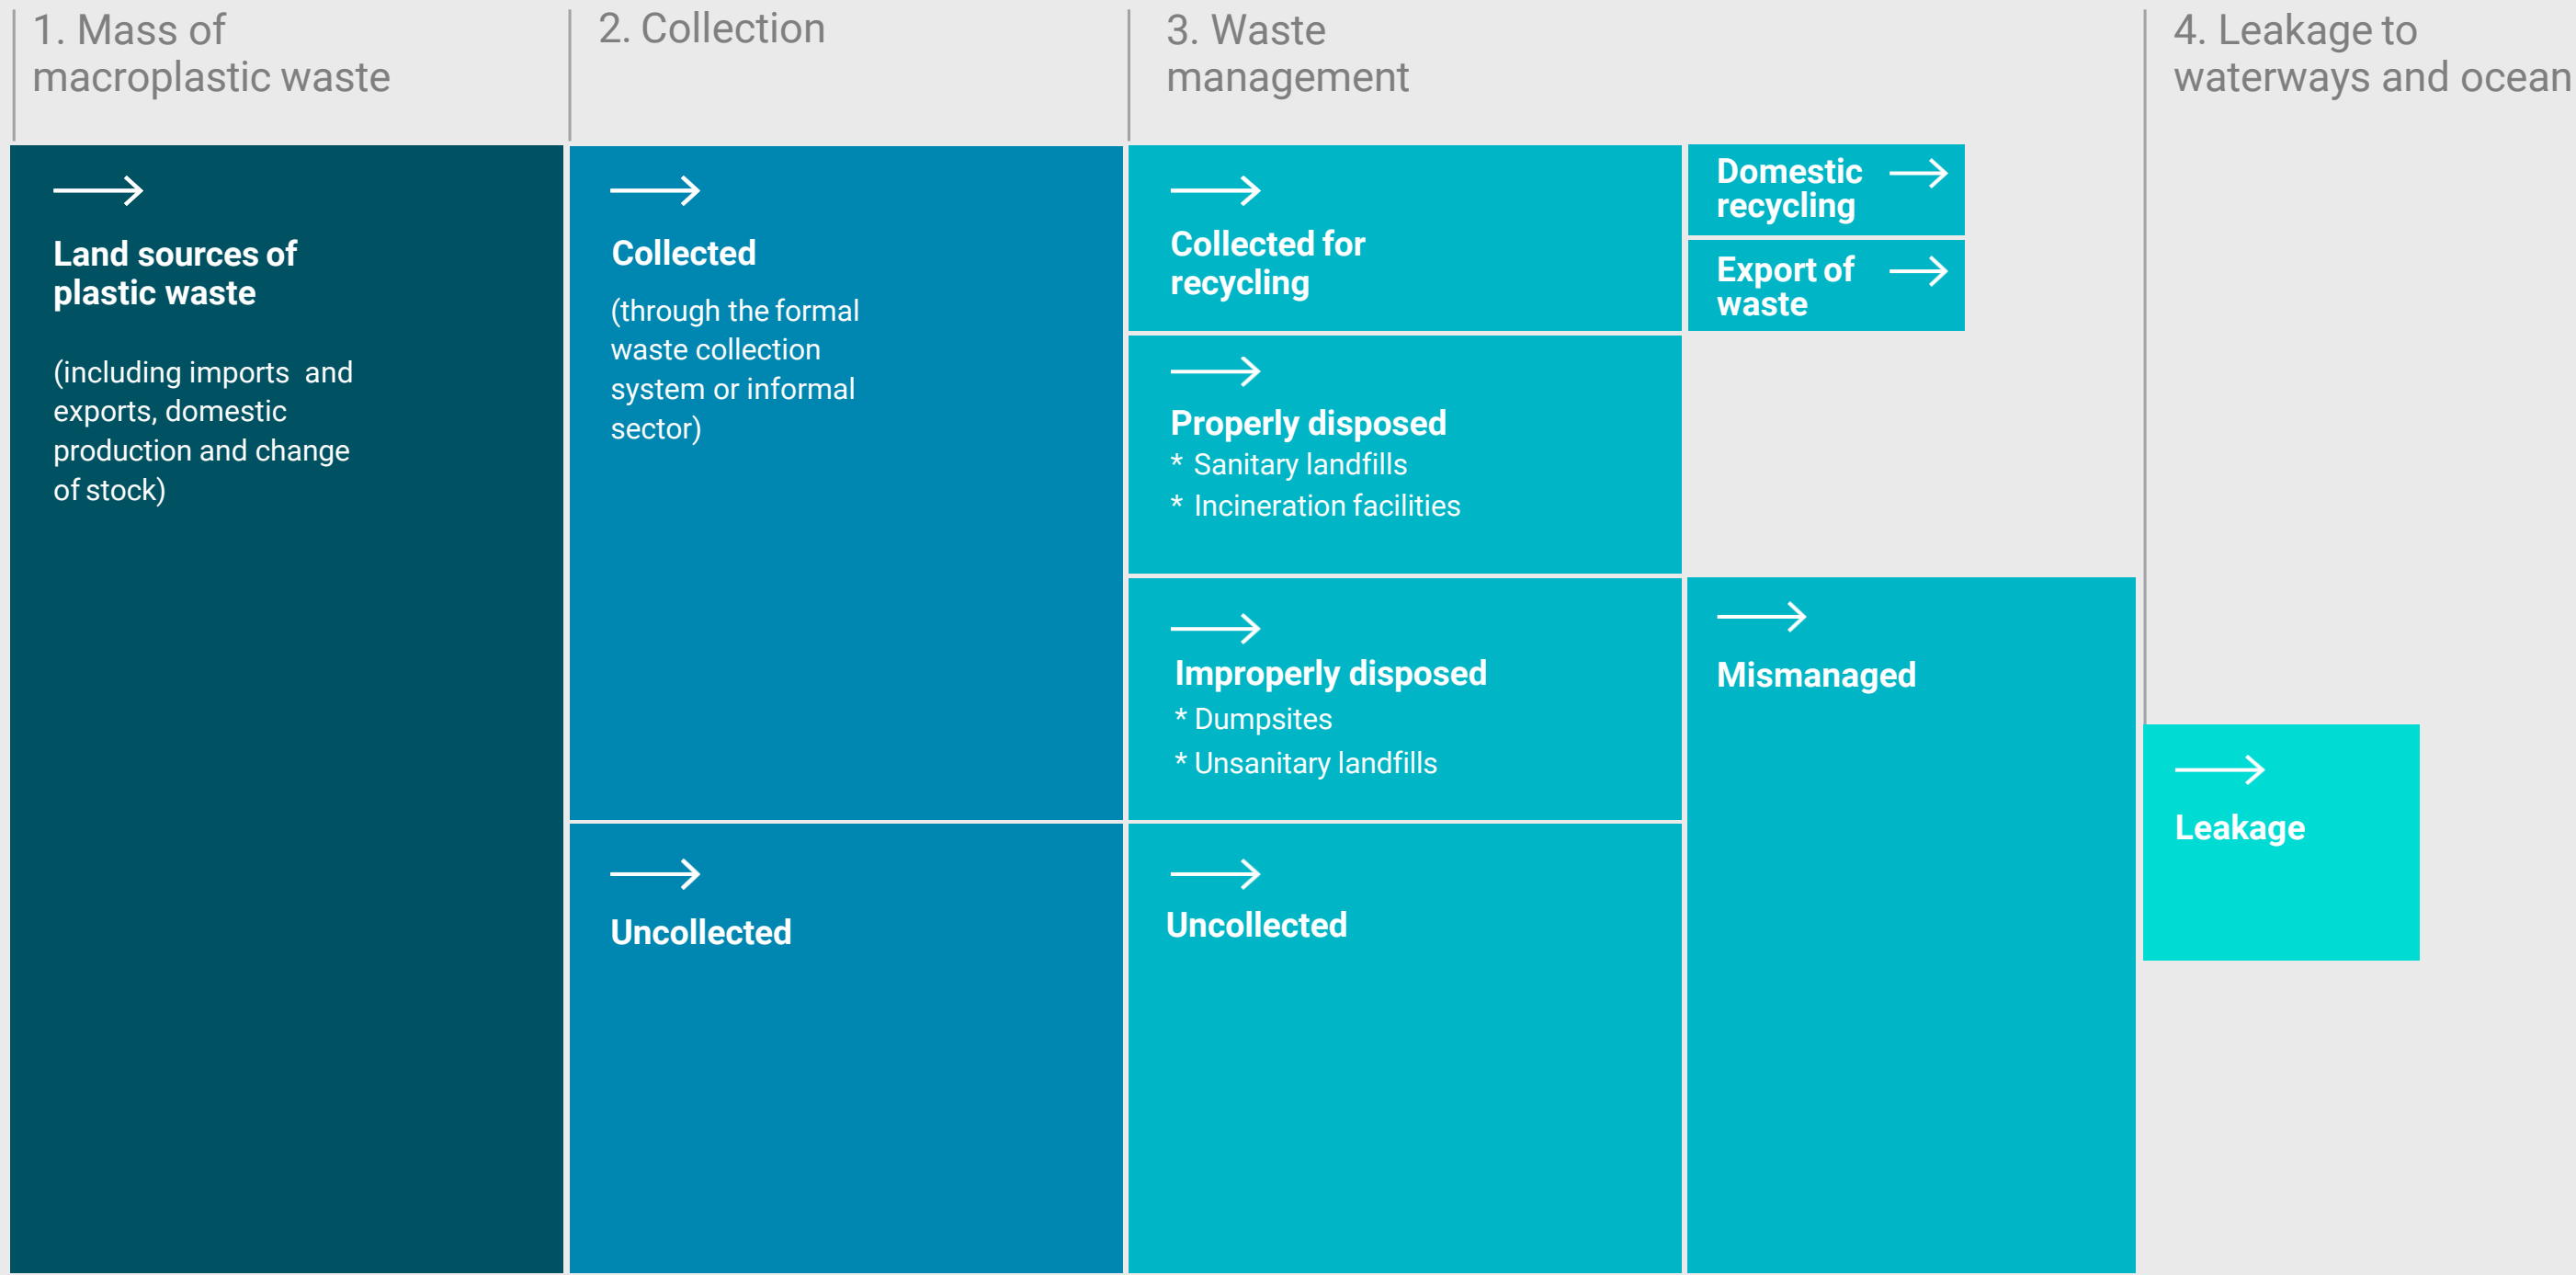 1. Mass of
macroplastic waste
2. Collection
3. Waste
management
4. Leakage to
waterways and ocean
Land sources of
plastic waste
(including imports and
exports, domestic
production and change
of stock)
Collected
(through the formal
waste collection
system or informal
sector)
Uncollected
Collected for
recycling
Domestic
recycling
Export of
waste
Properly disposed
* Sanitary landfills
* Incineration facilities
Improperly disposed
* Dumpsites
* Unsanitary landfills
Uncollected
Mismanaged
Leakage